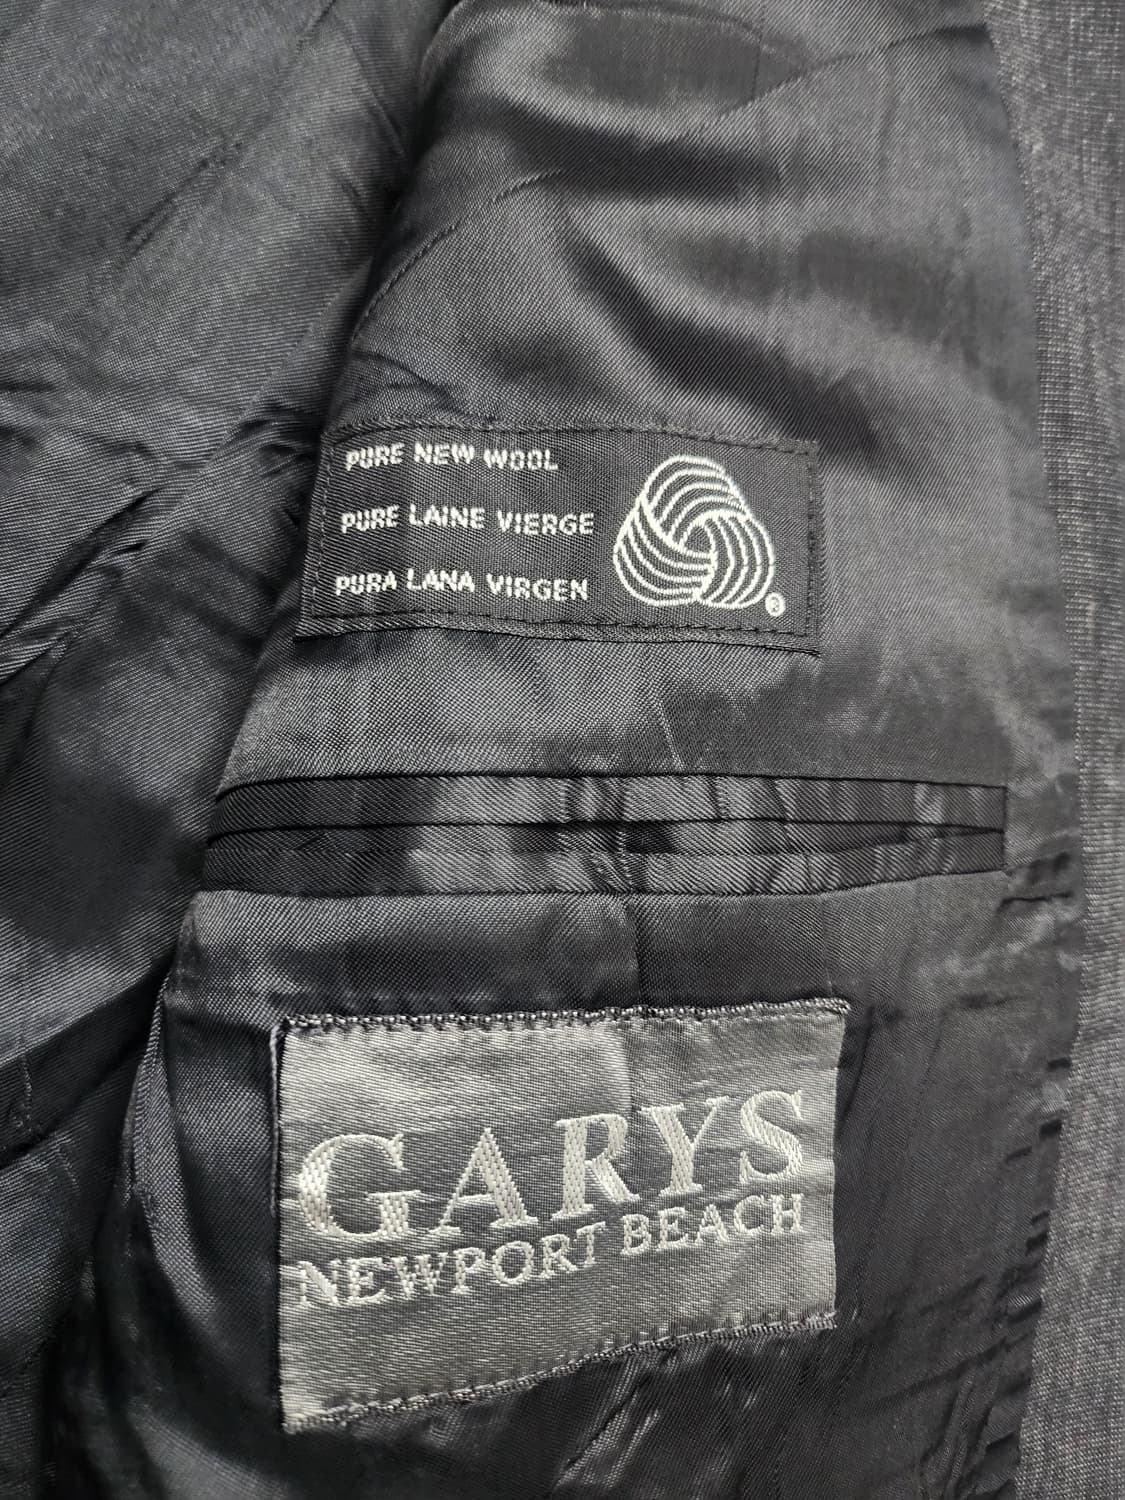 PURE NEW WOOL
PURE LAINE VIERGE
PURA LANA VIRGEN
®
GARYS
NEWPORT BEACH